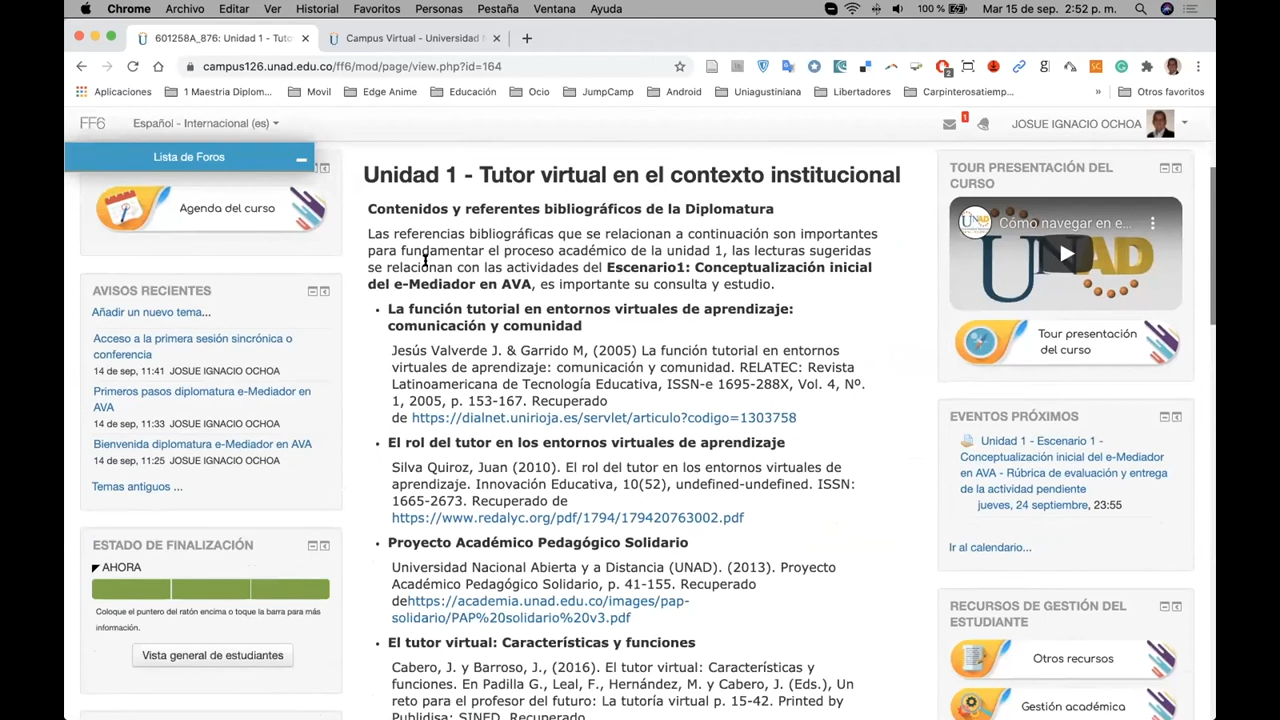 Chrome Archivo Editar Ver Historial Favoritos Personas Pestaña Ventana Ayuda 100 % Mar 15 de sep. 2:52 p. m.
601258A_876: Unidad 1 - Tuto
Campus Virtual - Universidad
campus126.unad.edu.co/ff6/mod/page/view.php?id=164
2
Aplicaciones 1 Maestria Diplom... Movil Edge Anime Educación Ocio JumpCamp Android Uniagustiniana Libertadores Carpinterosatiemp... » Otros favoritos
FF6 Español - Internacional (es) 1 JOSUE IGNACIO OCHOA
Lista de Foros
Agenda del curso
AVISOS RECIENTES
Añadir un nuevo tema...
Acceso a la primera sesión sincrónica o
conferencia
14 de sep, 11:41 JOSUE IGNACIO OCHOA
Primeros pasos diplomatura e-Mediador en
AVA
14 de sep, 11:33 JOSUE IGNACIO OCHOA
Bienvenida diplomatura e-Mediador en AVA
14 de sep, 11:25 JOSUE IGNACIO OCHOA
Temas antiguos ...
ESTADO DE FINALIZACIÓN
AHORA
Coloque el puntero del ratón encima o toque la barra para más
información.
Vista general de estudiantes
Unidad 1 - Tutor virtual en el contexto institucional
Contenidos y referentes bibliográficos de la Diplomatura
Las referencias bibliográficas que se relacionan a continuación son importantes
para fundamentar el proceso académico de la unidad 1, las lecturas sugeridas
se relacionan con las actividades del Escenario1: Conceptualización inicial
del e-Mediador en AVA, es importante su consulta y estudio.
• La función tutorial en entornos virtuales de aprendizaje:
comunicación y comunidad
Jesús Valverde J. & Garrido M, (2005) La función tutorial en entornos
virtuales de aprendizaje: comunicación y comunidad. RELATEC: Revista
Latinoamericana de Tecnología Educativa, ISSN-e 1695-288X, Vol. 4, Nº.
1, 2005, p. 153-167. Recuperado
de https://dialnet.unirioja.es/servlet/articulo?codigo=1303758
• El rol del tutor en los entornos virtuales de aprendizaje
Silva Quiroz, Juan (2010). El rol del tutor en los entornos virtuales de
aprendizaje. Innovación Educativa, 10(52), undefined-undefined. ISSN:
1665-2673. Recuperado de
https://www.redalyc.org/pdf/1794/179420763002.pdf
• Proyecto Académico Pedagógico Solidario
Universidad Nacional Abierta y a Distancia (UNAD). (2013). Proyecto
Académico Pedagógico Solidario, p. 41-155. Recuperado
dehttps://academia.unad.edu.co/images/pap-
solidario/PAP%20solidario%20v3.pdf
• El tutor virtual: Características y funciones
Cabero, J. y Barroso, J., (2016). El tutor virtual: Características y
funciones. En Padilla G., Leal, F., Hernández, M. y Cabero, J. (Eds.), Un
reto para el profesor del futuro: La tutoría virtual p. 15-42. Printed by
Publidisa: SINED. Recuperado
TOUR PRESENTACIÓN DEL
CURSO
Cómo navegar en e...
UNAD
Tour presentación
del curso
EVENTOS PRÓXIMOS
Unidad 1 - Escenario 1 -
Conceptualización inicial del e-Mediador
en AVA - Rúbrica de evaluación y entrega
de la actividad pendiente
jueves, 24 septiembre, 23:55
Ir al calendario...
RECURSOS DE GESTIÓN DEL
ESTUDIANTE
Otros recursos
Gestión académica